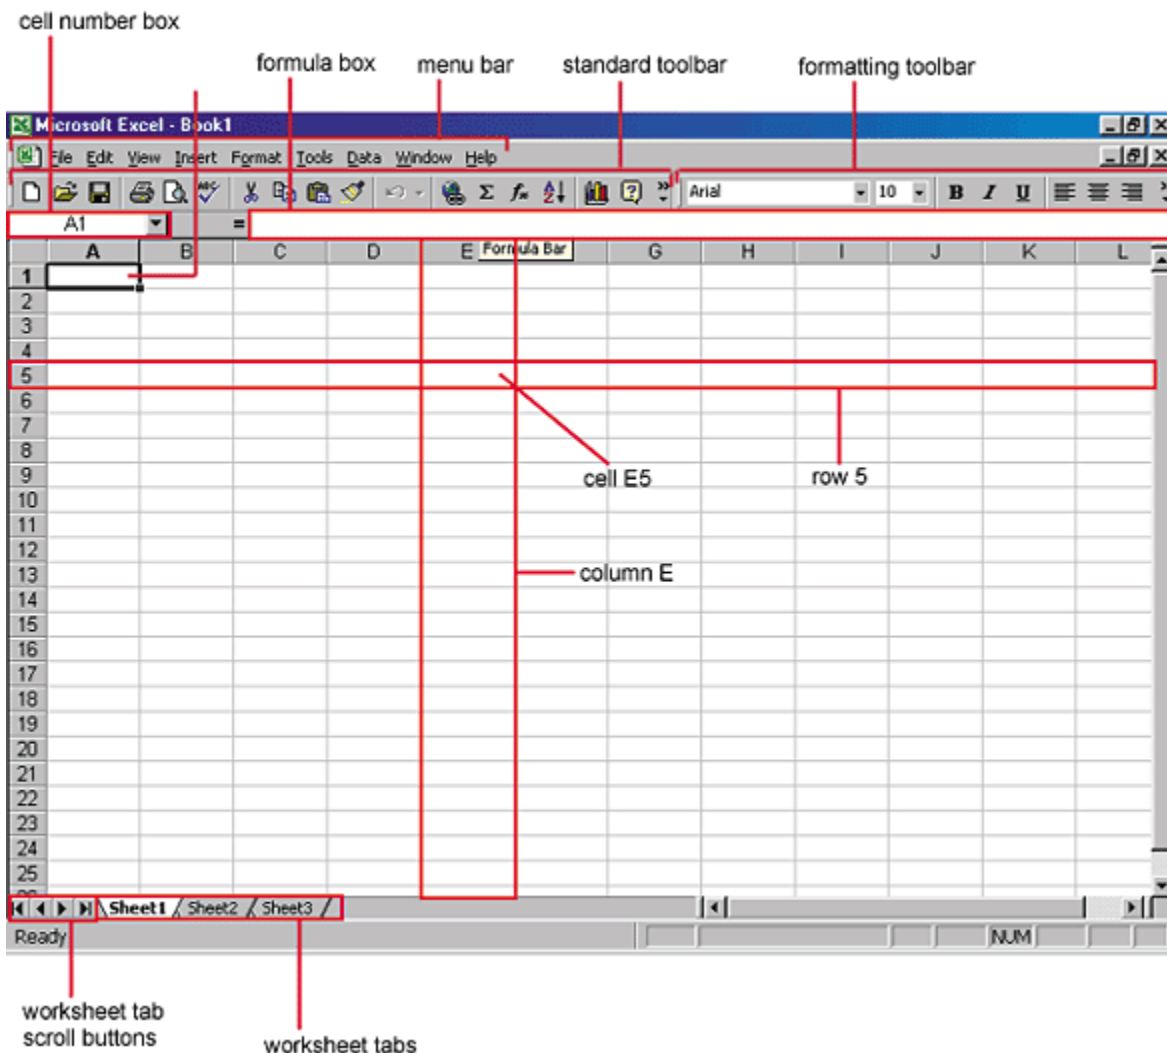 cell number box
formula box
menu bar
standard toolbar
formatting toolbar
Microsoft Excel - Book1
File Edit View Insert Format Tools Data Window Help
Arial 10 B I U
A1 =
Formula Bar
A B C D E G H I J K L
1
2
3
4
5
6
7
8
9
10
11
12
13
14
15
16
17
18
19
20
21
22
23
24
25
cell E5
row 5
column E
Sheet1 Sheet2 Sheet3
Ready NUM
worksheet tab
scroll buttons
worksheet tabs